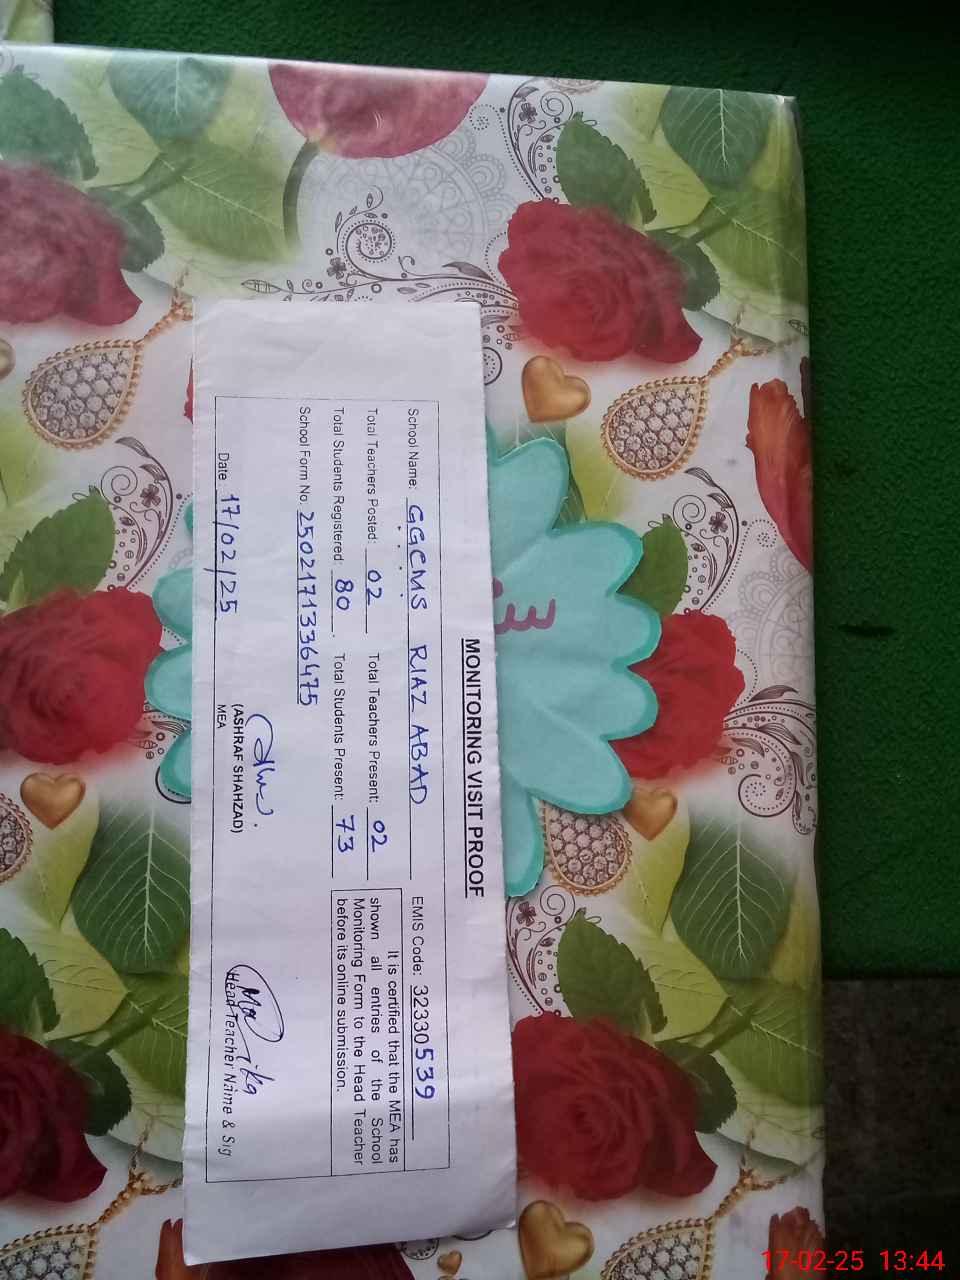 MONITORING VISIT PROOF
School Name: GGCMS RIAZ ABAD EMIS Code: 32330539
Total Teachers Posted: 02 Total Teachers Present: 02
Total Students Registered: 80 Total Students Present: 73
School Form No. 2502171336475
It is certified that the MEA has
shown all entries of the School
Monitoring Form to the Head Teacher
before its online submission.
(ASHRAF SHAHZAD)
MEA
Date: 17/02/25
Head Teacher Name & Sig
17-02-25 13:44